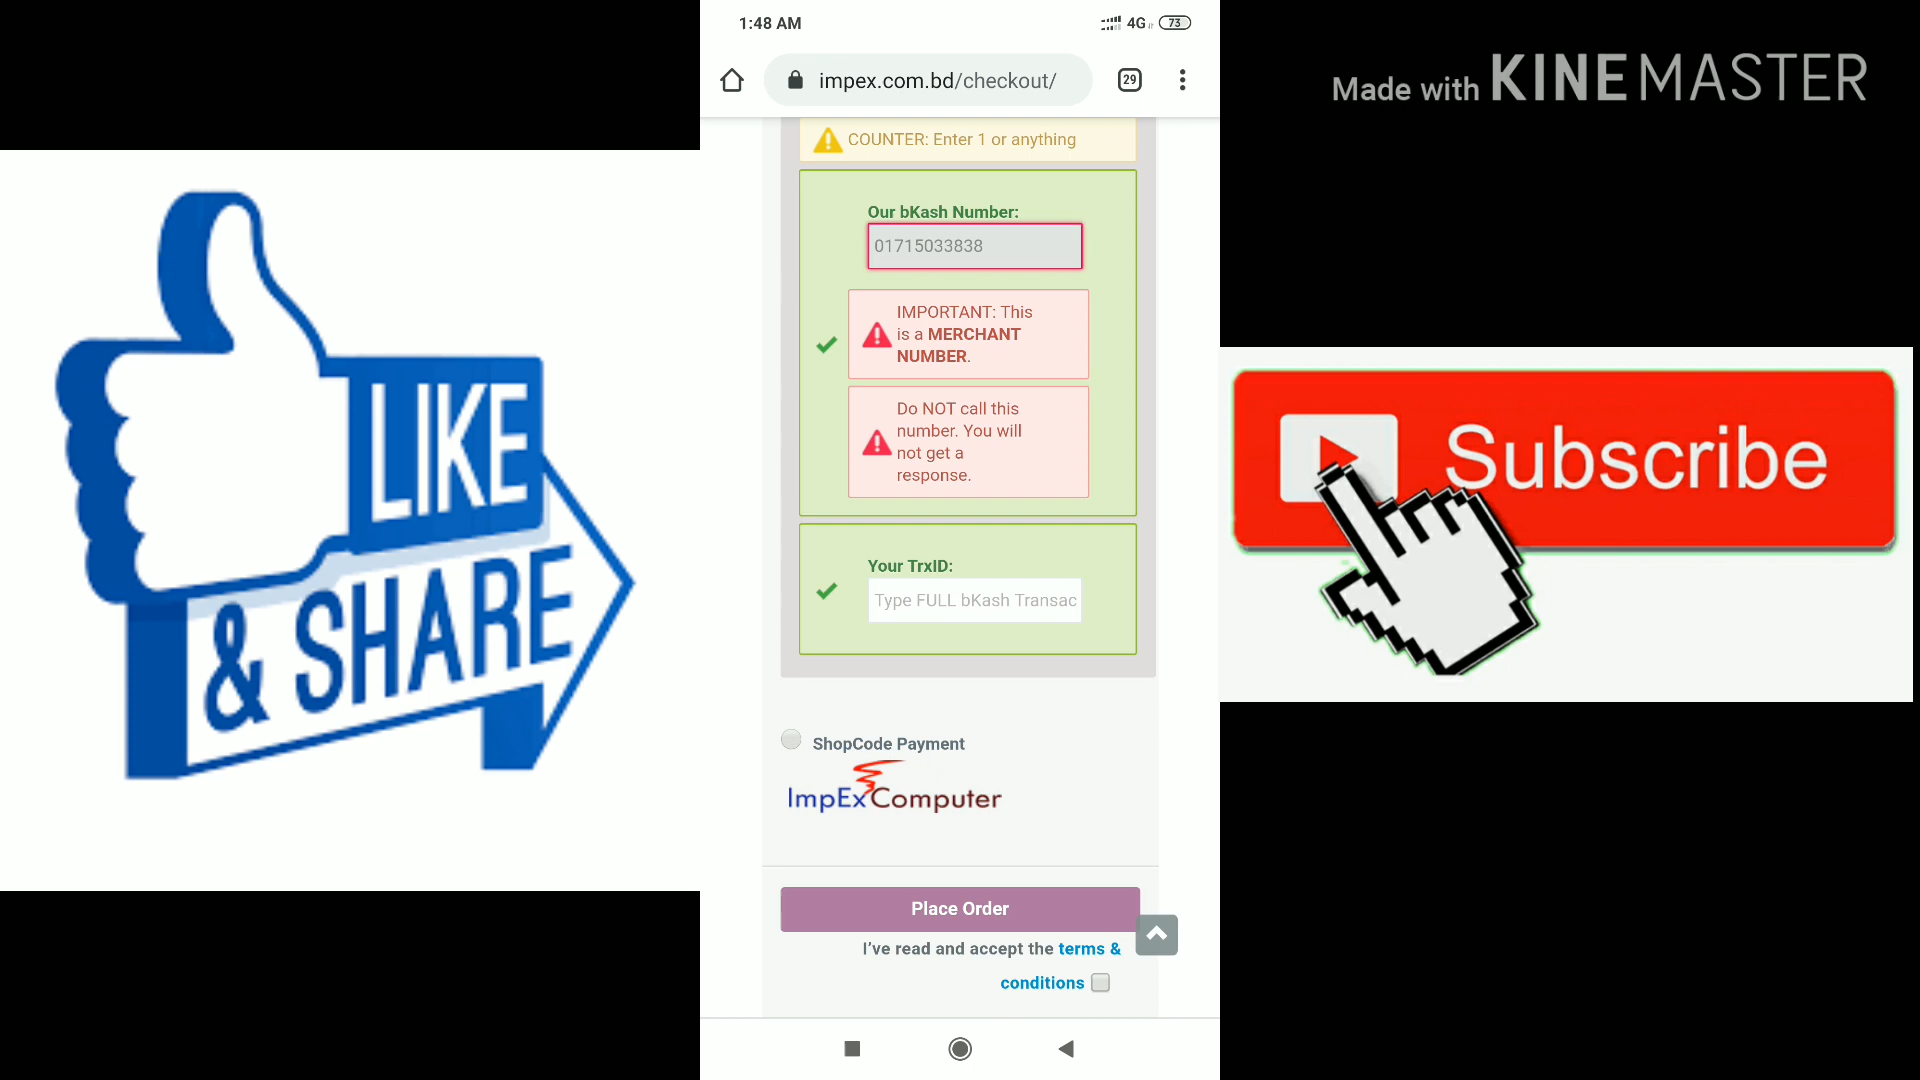 1:48 AM
4G
73
impex.com.bd/checkout/
29
Made with KINEMASTER
COUNTER: Enter 1 or anything
Our bKash Number:
01715033838
IMPORTANT: This
is a MERCHANT
NUMBER.
Do NOT call this
number. You will
not get a
response.
Your TrxID:
Type FULL bKash Transac
ShopCode Payment
ImpEx Computer
Place Order
I've read and accept the terms &
conditions
LIKE
& SHARE
Subscribe